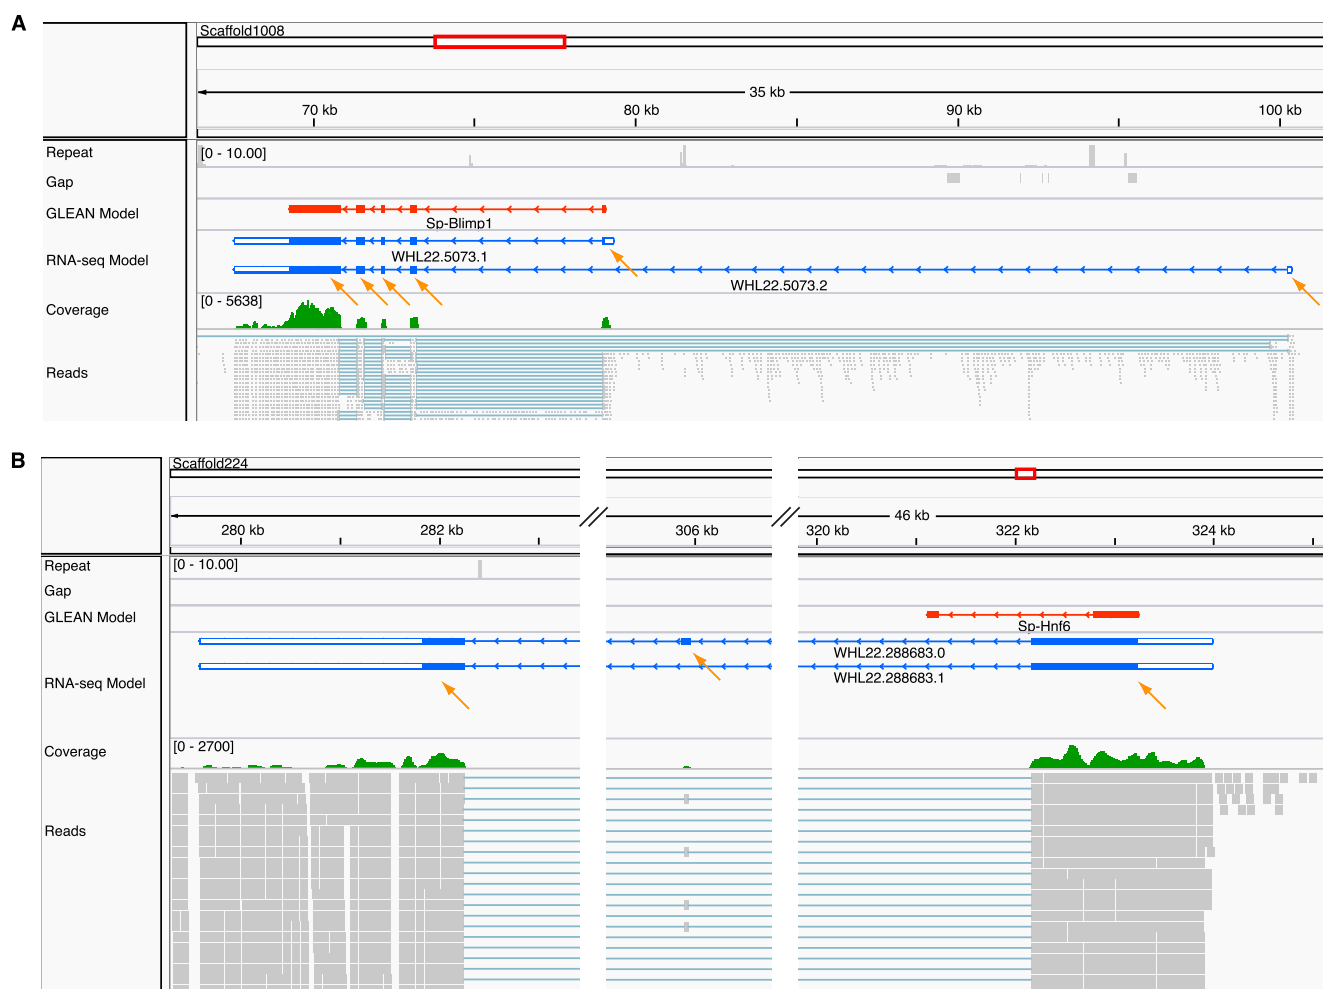 A
Scaffold1008
35 kb
70 kb 80 kb 90 kb 100 kb
Repeat [0 - 10.00]
Gap
GLEAN Model
Sp-Blimp1
RNA-seq Model
WHL22.5073.1
WHL22.5073.2
Coverage [0 - 5638]
Reads
B
Scaffold224
46 kb
280 kb 282 kb 306 kb 320 kb 322 kb 324 kb
Repeat [0 - 10.00]
Gap
GLEAN Model
Sp-Hnf6
WHL22.288683.0
RNA-seq Model
WHL22.288683.1
Coverage [0 - 2700]
Reads